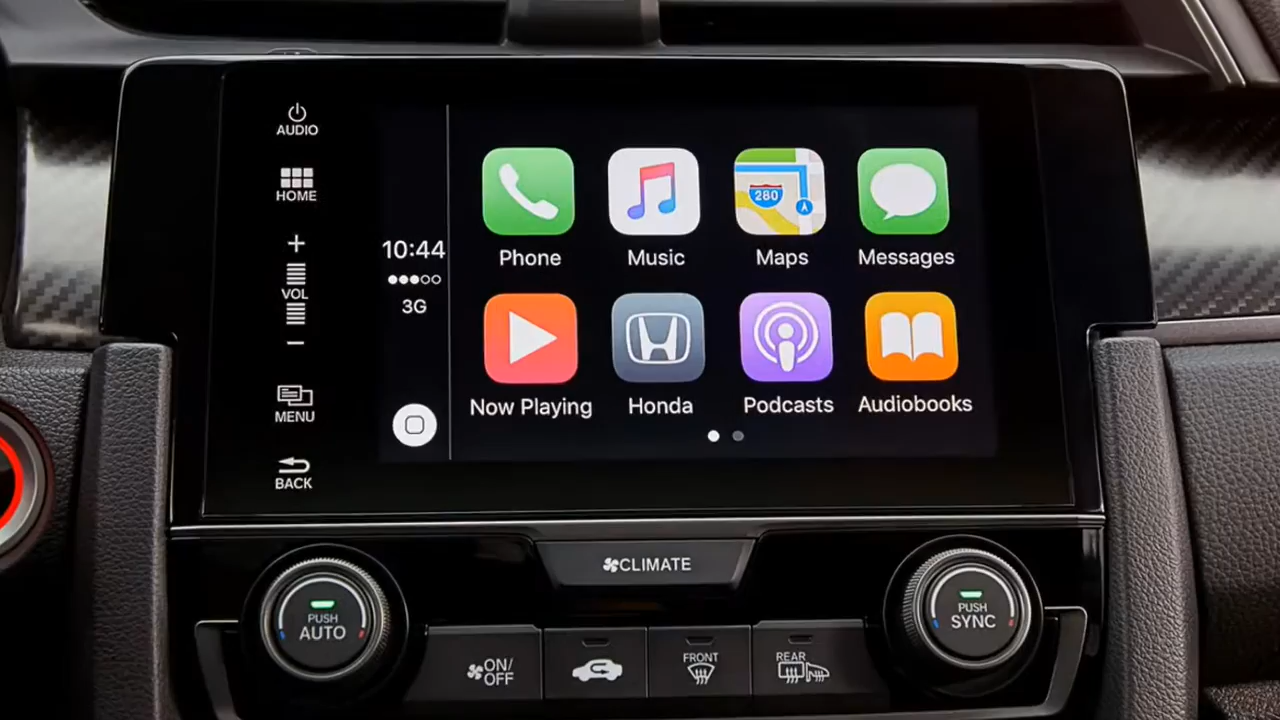 AUDIO
HOME
+
VOL
−
MENU
BACK
10:44
3G
280
Phone
Music
Maps
Messages
Now Playing
Honda
Podcasts
Audiobooks
CLIMATE
PUSH
AUTO
ON/
OFF
FRONT
REAR
PUSH
SYNC